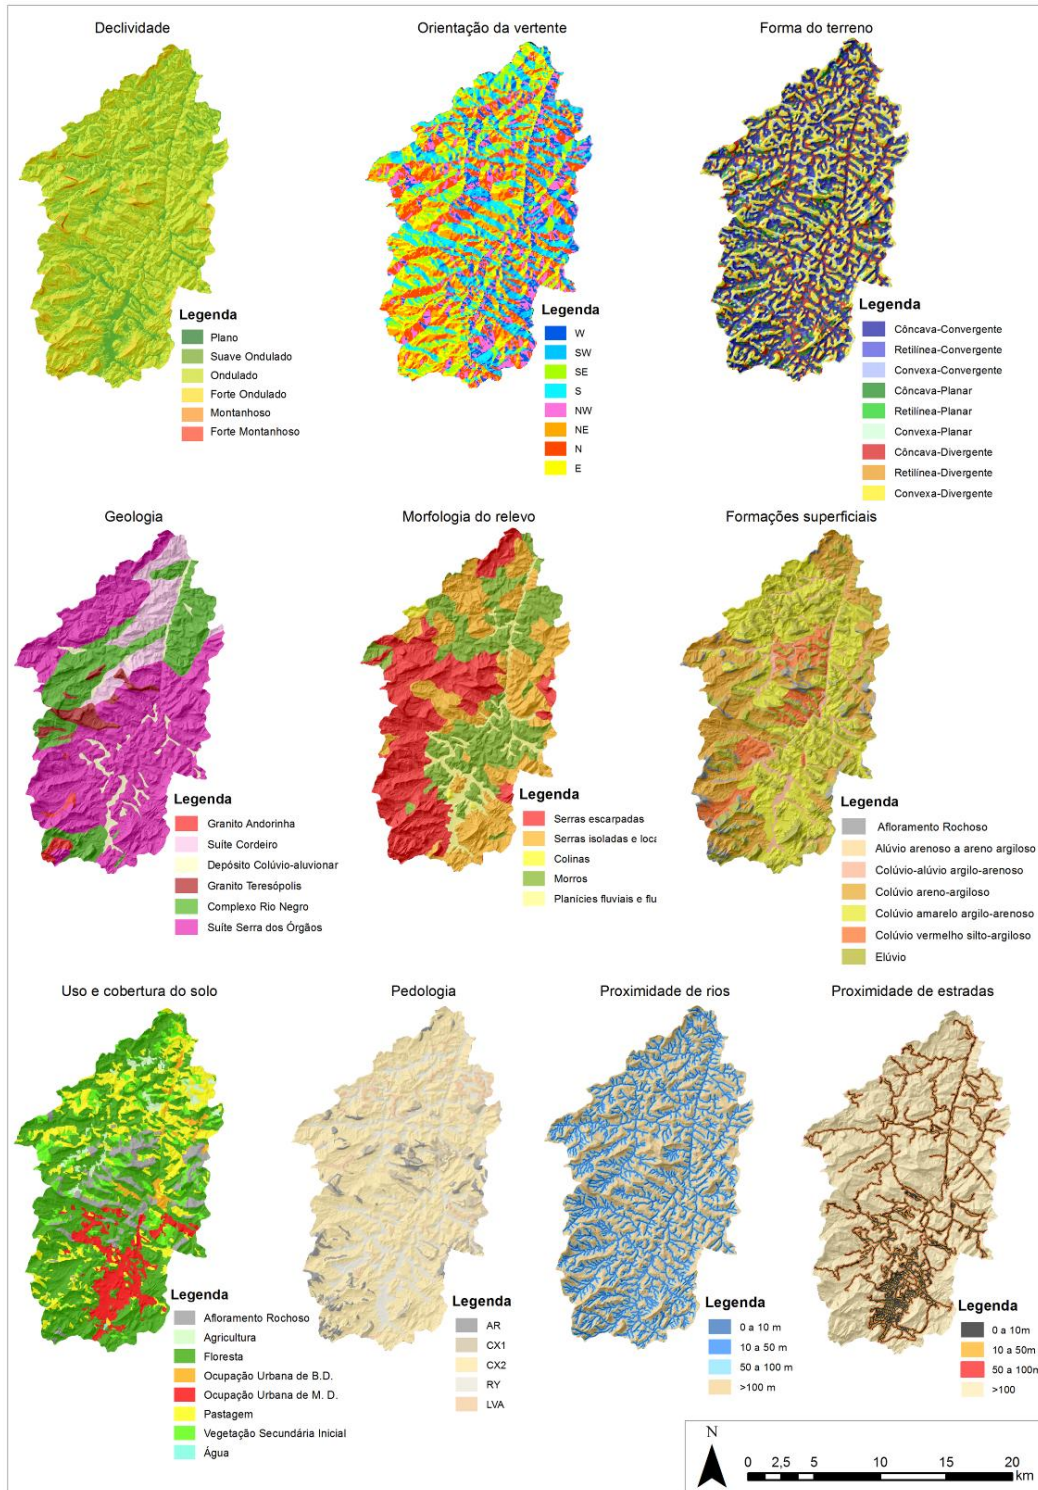 Declividade
Orientação da vertente
Forma do terreno
Legenda
Plano
Suave Ondulado
Ondulado
Forte Ondulado
Montanhoso
Forte Montanhoso
Legenda
W
SW
SE
S
NW
NE
N
E
Legenda
Côncava-Convergente
Retilínea-Convergente
Convexa-Convergente
Côncava-Planar
Retilínea-Planar
Convexa-Planar
Côncava-Divergente
Retilínea-Divergente
Convexa-Divergente
Geologia
Morfologia do relevo
Formações superficiais
Legenda
Granito Andorinha
Suíte Cordeiro
Depósito Colúvio-aluvionar
Granito Teresópolis
Complexo Rio Negro
Suíte Serra dos Órgãos
Legenda
Serras escarpadas
Serras isoladas e loca
Colinas
Morros
Planícies fluviais e flu
Legenda
Afloramento Rochoso
Alúvio arenoso a areno argiloso
Colúvio-alúvio argilo-arenoso
Colúvio areno-argiloso
Colúvio amarelo argilo-arenoso
Colúvio vermelho silto-argiloso
Elúvio
Uso e cobertura do solo
Pedologia
Proximidade de rios
Proximidade de estradas
Legenda
Afloramento Rochoso
Agricultura
Floresta
Ocupação Urbana de B.D.
Ocupação Urbana de M. D.
Pastagem
Vegetação Secundária Inicial
Água
Legenda
AR
CX1
CX2
RY
LVA
Legenda
0 a 10 m
10 a 50 m
50 a 100 m
>100 m
Legenda
0 a 10m
10 a 50m
50 a 100m
>100
N
0 2,5 5 10 15 20
km